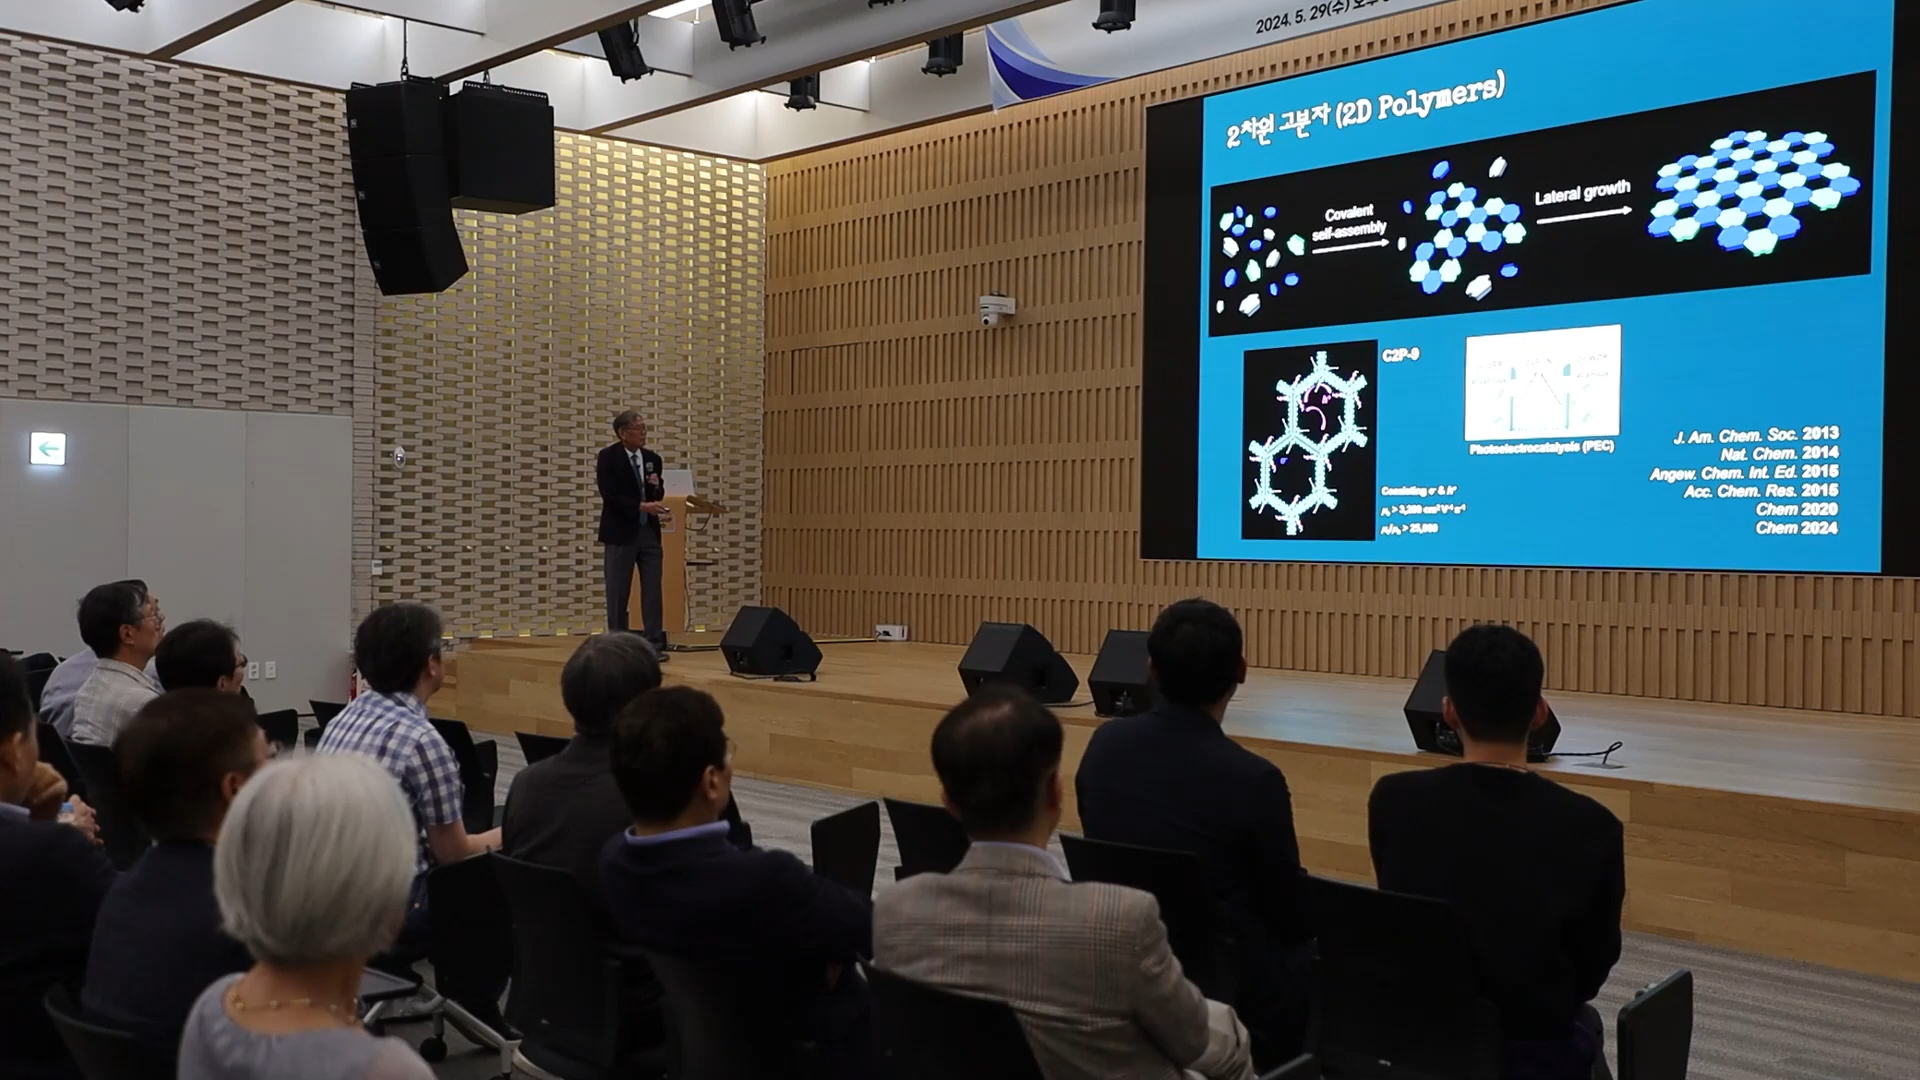 2024. 5. 29(수) 오후
2차원 고분자 (2D Polymers)
Covalent
self-assembly
Lateral growth
C2P-9
Photoelectrocatalysis (PEC)
J. Am. Chem. Soc. 2013
Nat. Chem. 2014
Angew. Chem. Int. Ed. 2015
Acc. Chem. Res. 2015
Chem 2020
Chem 2024